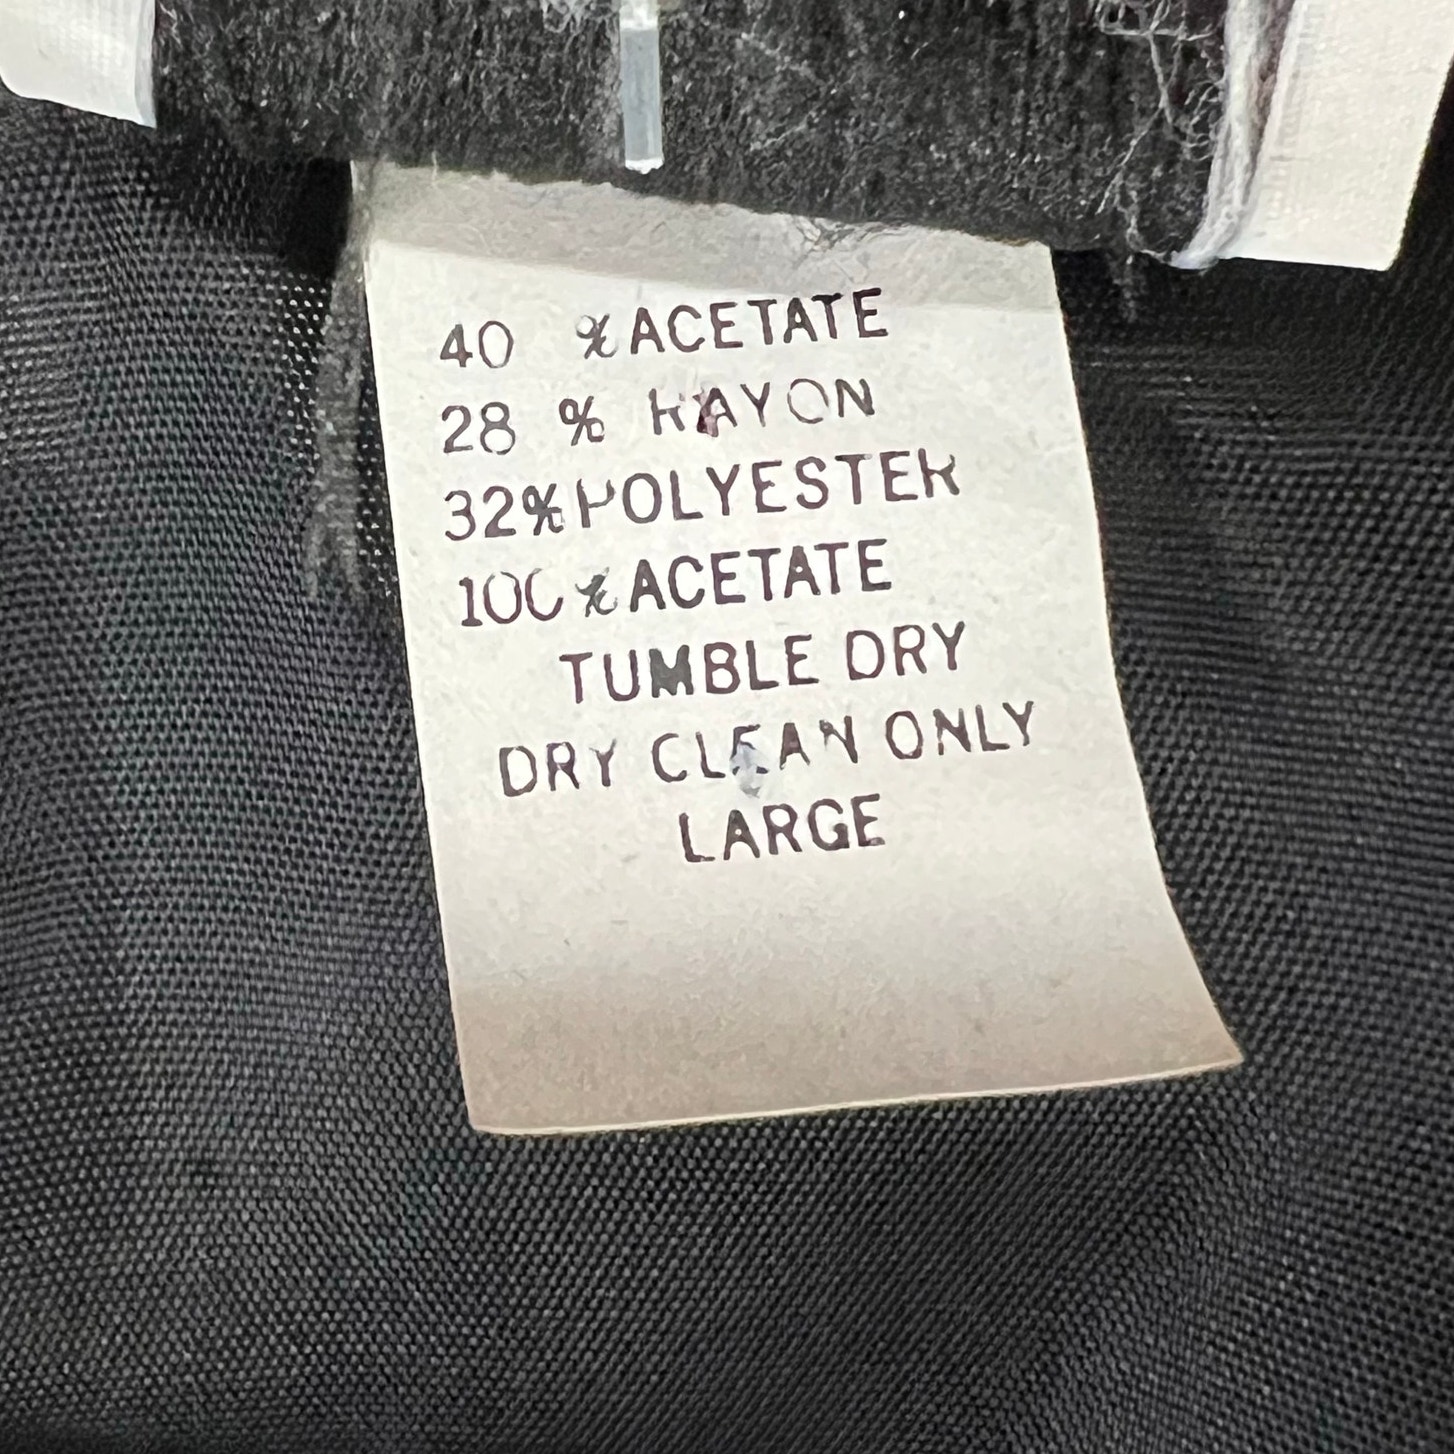 40 % ACETATE
28 % RAYON
32% POLYESTER
100% ACETATE
TUMBLE DRY
DRY CLEAN ONLY
LARGE